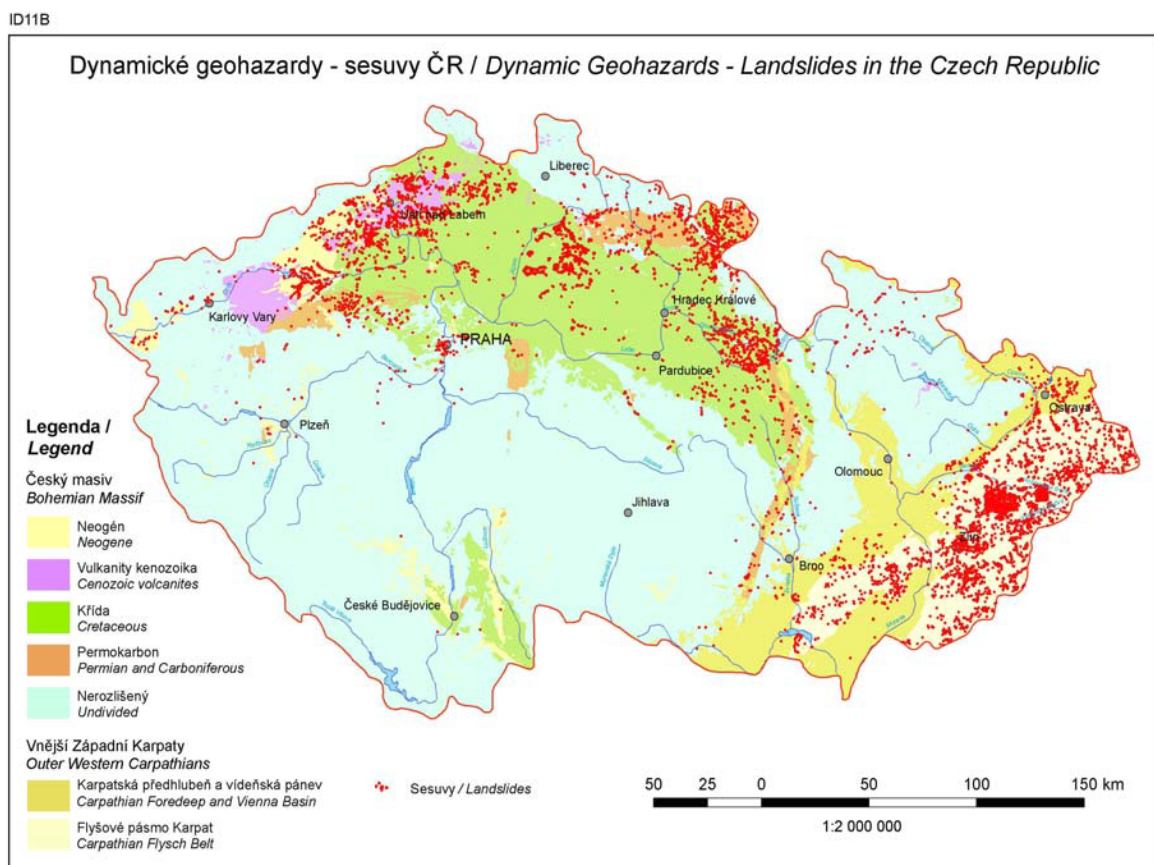 ID11B
Dynamické geohazardy - sesuvy ČR / Dynamic Geohazards - Landslides in the Czech Republic
Liberec
Ústí nad Labem
Karlovy Vary
Hradec Králové
PRAHA
Labe
Pardubice
Ostrava
Plzeň
Olomouc
Jihlava
Zlín
Brno
České Budějovice
Legenda /
Legend
Český masiv
Bohemian Massif
Neogén
Neogene
Vulkanity kenozoika
Cenozoic volcanites
Křída
Cretaceous
Permokarbon
Permian and Carboniferous
Nerozlišený
Undivided
Vnější Západní Karpaty
Outer Western Carpathians
Karpatská předhlubeň a vídeňská pánev
Carpathian Foredeep and Vienna Basin
Flyšové pásmo Karpat
Carpathian Flysch Belt
Sesuvy / Landslides
50 25 0 50 100 150 km
1:2 000 000